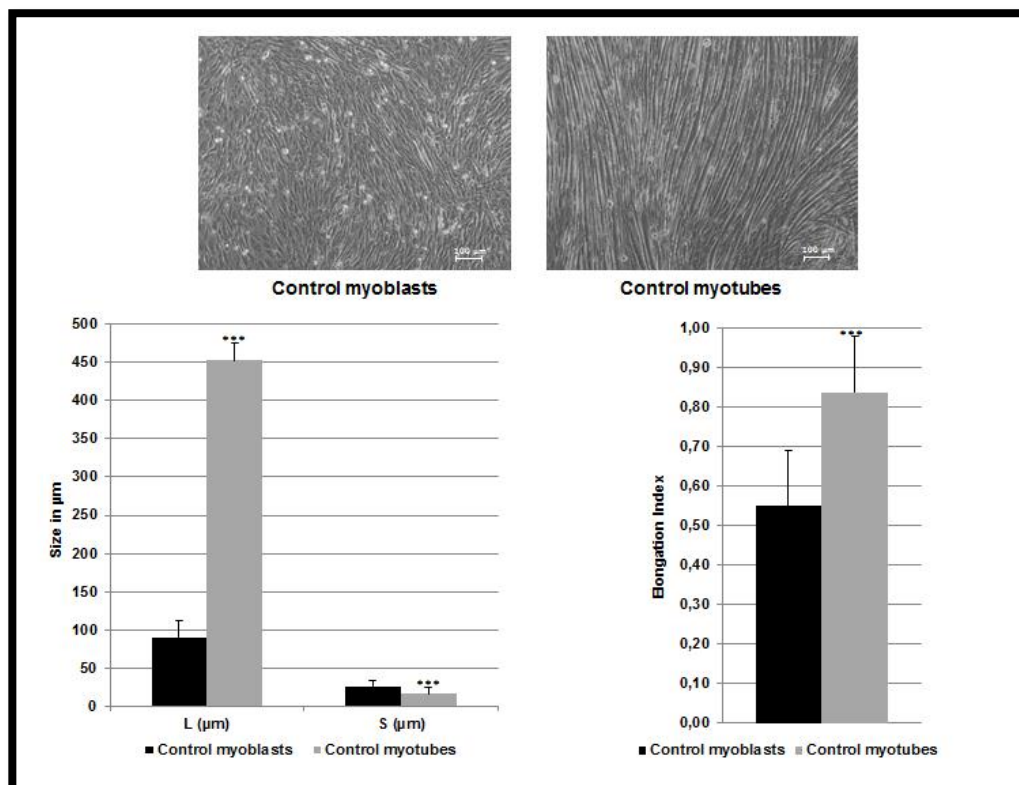 100 µm
100 µm
Control myoblasts
Control myotubes
500
450
400
350
300
250
200
150
100
50
0
Size in µm
***
***
L (µm)
S (µm)
Control myoblasts
Control myotubes
1,00
0,90
0,80
0,70
0,60
0,50
0,40
0,30
0,20
0,10
0,00
Elongation Index
***
Control myoblasts
Control myotubes